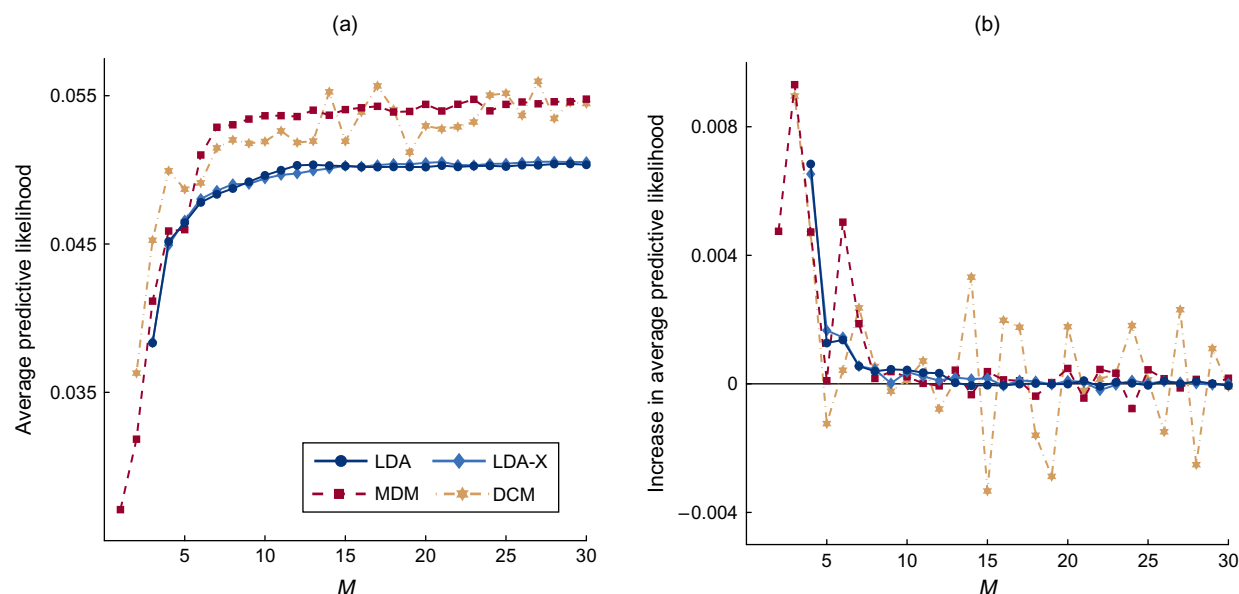 (a)
Average predictive likelihood
0.055
0.045
0.035
LDA
LDA-X
MDM
DCM
5
10
15
20
25
30
M
(b)
Increase in average predictive likelihood
0.008
0.004
0
−0.004
5
10
15
20
25
30
M